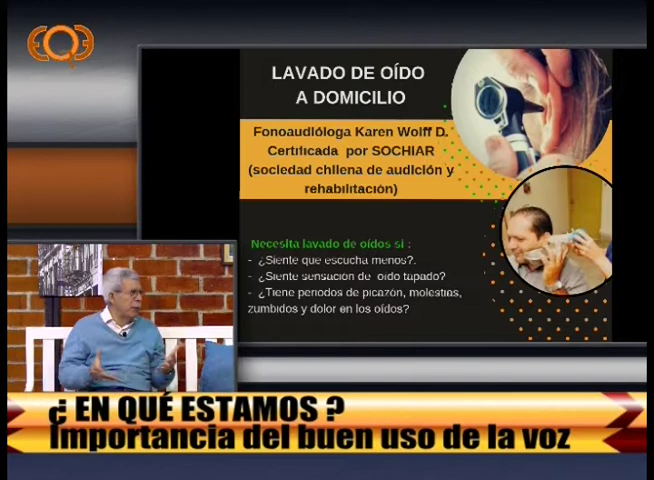 EQE
LAVADO DE OÍDO
A DOMICILIO
Fonoaudióloga Karen Wolff D.
Certificada por SOCHIAR
(sociedad chilena de audición y
rehabilitación)
Necesita lavado de oídos si :
- ¿Siente que escucha menos?.
- ¿Siente sensación de oído tapado?
- ¿Tiene periodos de picazón, molestias,
zumbidos y dolor en los oídos?
¿ EN QUÉ ESTAMOS ?
Importancia del buen uso de la voz